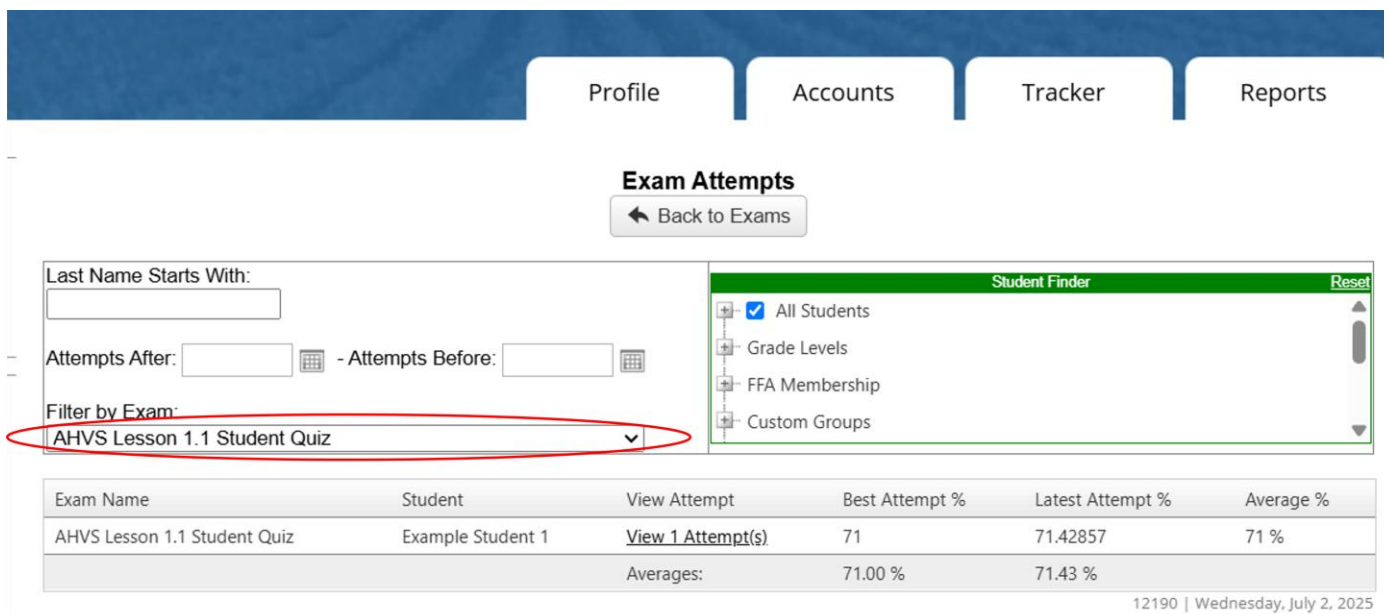 Profile Accounts Tracker Reports
Exam Attempts
Back to Exams
Last Name Starts With:
Attempts After: - Attempts Before:
Filter by Exam:
AHVS Lesson 1.1 Student Quiz
Student Finder Reset
All Students
Grade Levels
FFA Membership
Custom Groups
Exam Name Student View Attempt Best Attempt % Latest Attempt % Average %
AHVS Lesson 1.1 Student Quiz Example Student 1 View 1 Attempt(s) 71 71.42857 71 %
Averages: 71.00 % 71.43 %
12190 | Wednesday, July 2, 2025